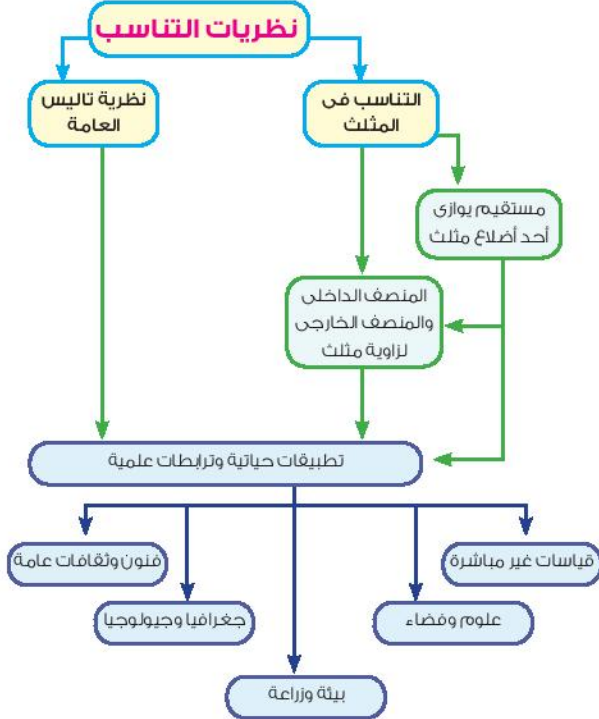 نظريات التناسب
التناسب فى
المثلث
نظرية تاليس
العامة
مستقيم يوازى
أحد أضلاع مثلث
المنصف الداخلى
والمنصف الخارجى
لزاوية مثلث
تطبيقات حياتية وترابطات علمية
قياسات غير مباشرة
فنون وثقافات عامة
علوم وفضاء
جغرافيا وجيولوجيا
بيئة وزراعة